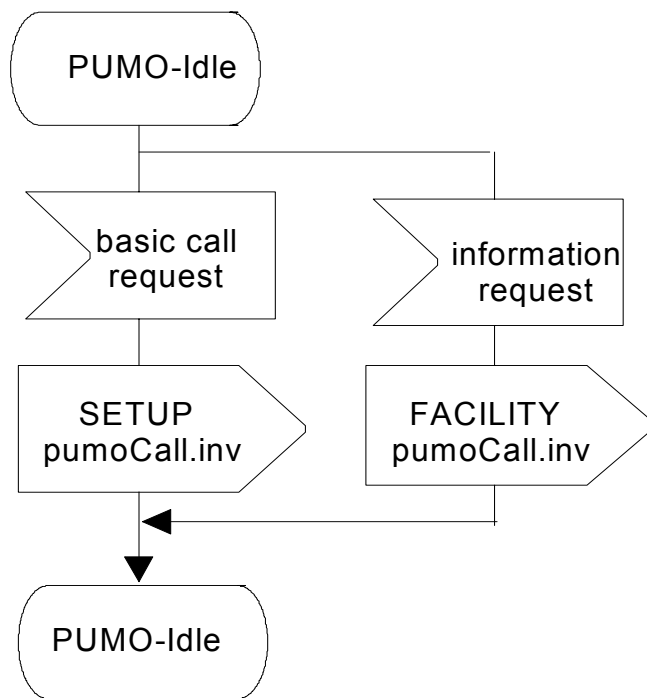 PUMO-Idle
basic call
request
information
request
SETUP
pumoCall.inv
FACILITY
pumoCall.inv
PUMO-Idle